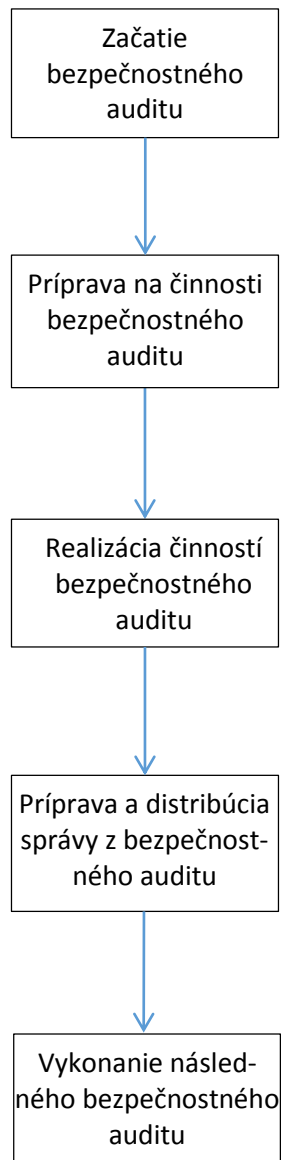 Začatie
bezpečnostného
auditu
Príprava na činnosti
bezpečnostného
auditu
Realizácia činností
bezpečnostného
auditu
Príprava a distribúcia
správy z bezpečnost-
ného auditu
Vykonanie násled-
ného bezpečnostného
auditu